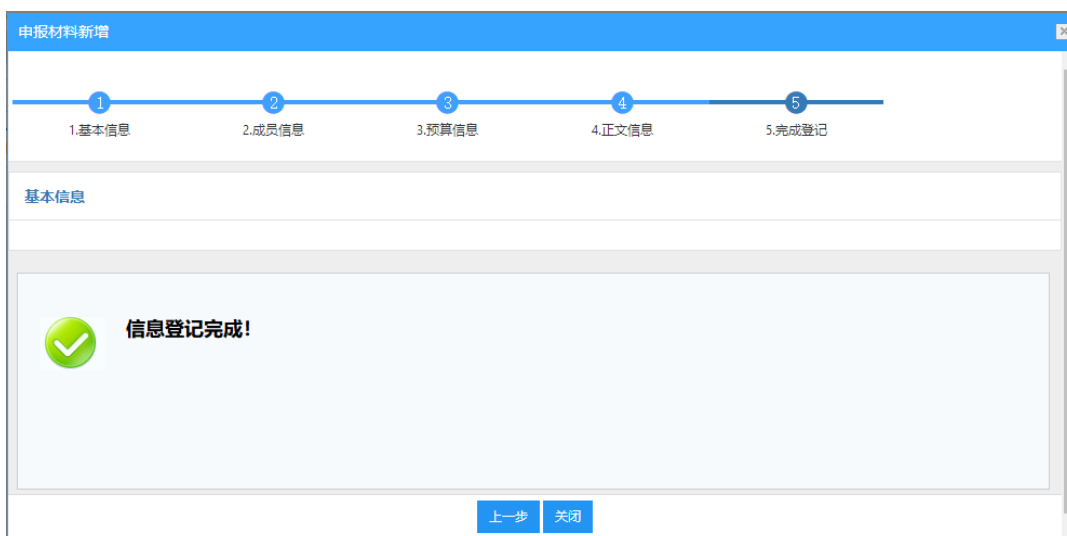 申报材料新增
1 2 3 4 5
1.基本信息 2.成员信息 3.预算信息 4.正文信息 5.完成登记
基本信息
信息登记完成!
上一步 关闭